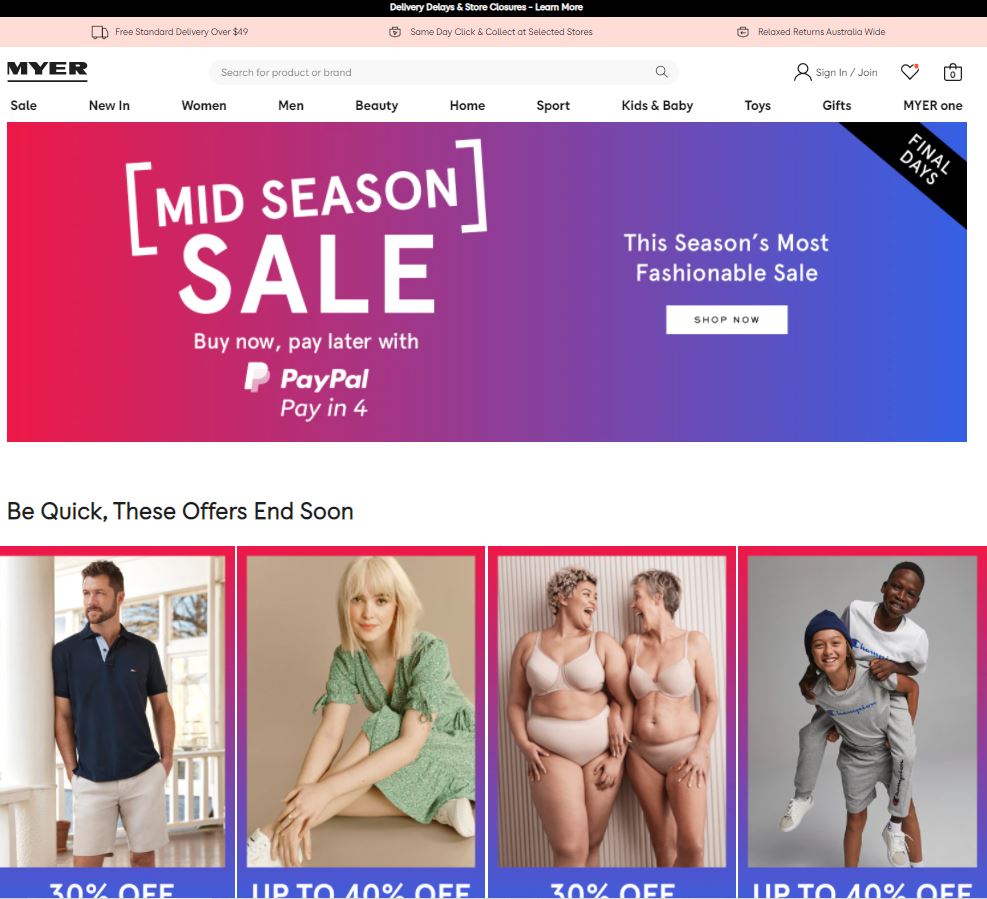 Delivery Delays & Store Closures - Learn More
Free Standard Delivery Over $49
Same Day Click & Collect at Selected Stores
Relaxed Returns Australia Wide
MYER
Search for product or brand
Sign In / Join
0
Sale New In Women Men Beauty Home Sport Kids & Baby Toys Gifts MYER one
FINAL
DAYS
[MID SEASON]
SALE
Buy now, pay later with
PayPal
Pay in 4
This Season's Most
Fashionable Sale
SHOP NOW
Be Quick, These Offers End Soon
Champion
Champion
Champion
30% OFF
UP TO 40% OFF
30% OFF
UP TO 40% OFF